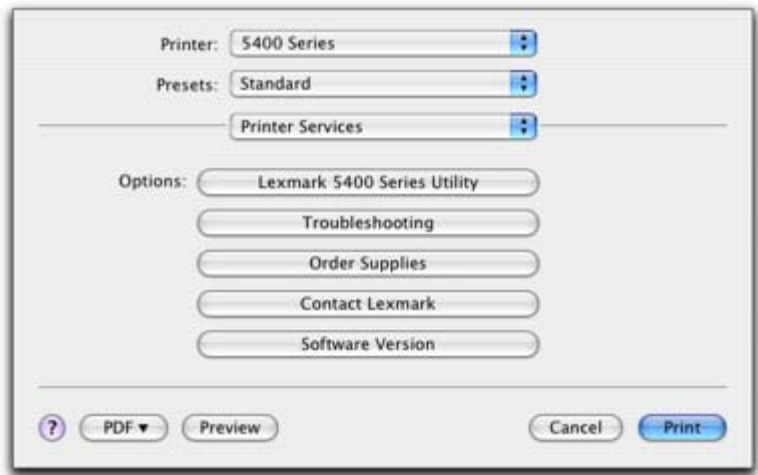 Printer: 5400 Series
Presets: Standard
Printer Services
Options: Lexmark 5400 Series Utility
Troubleshooting
Order Supplies
Contact Lexmark
Software Version
? PDF ▼ Preview Cancel Print